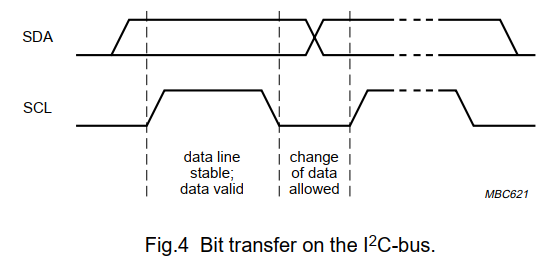 SDA
SCL
data line
stable;
data valid
change
of data
allowed
MBC621
Fig.4 Bit transfer on the I²C-bus.